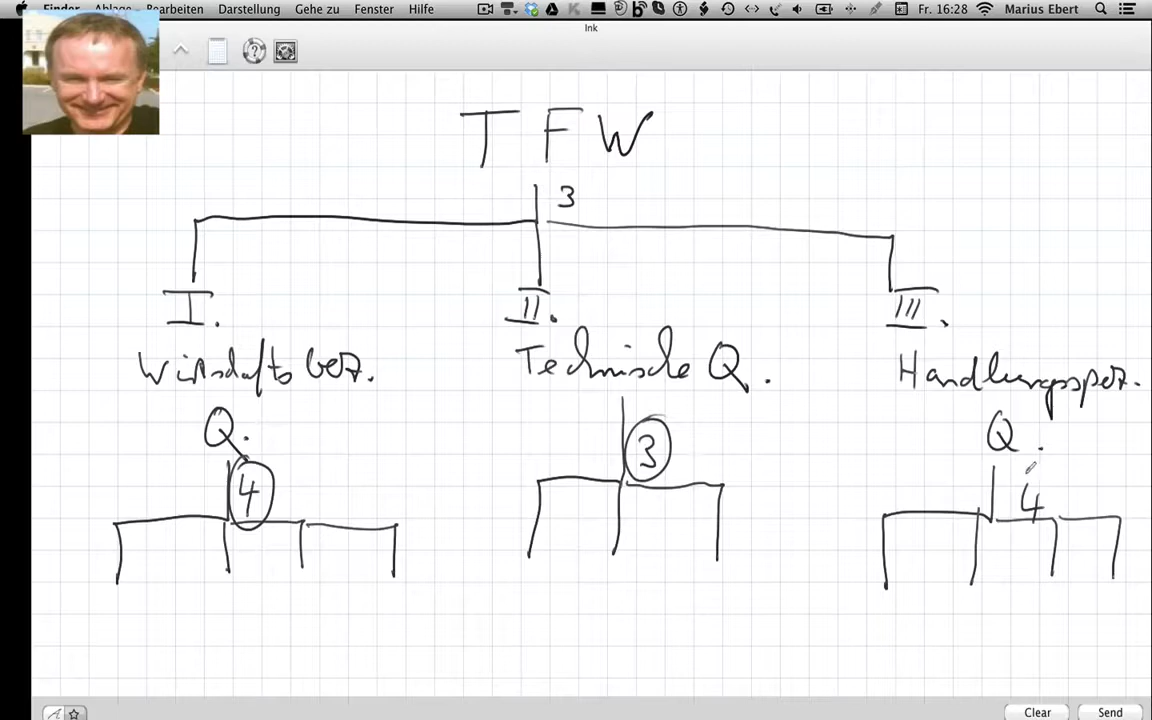 Finder Ablage Bearbeiten Darstellung Gehe zu Fenster Hilfe Fr. 16:28 Marius Ebert
Ink
T F W
3
I. II. III.
Wirtschaftsbez. Technische Q. Handlungsspez.
Q. Q.
4 3 4
Clear Send